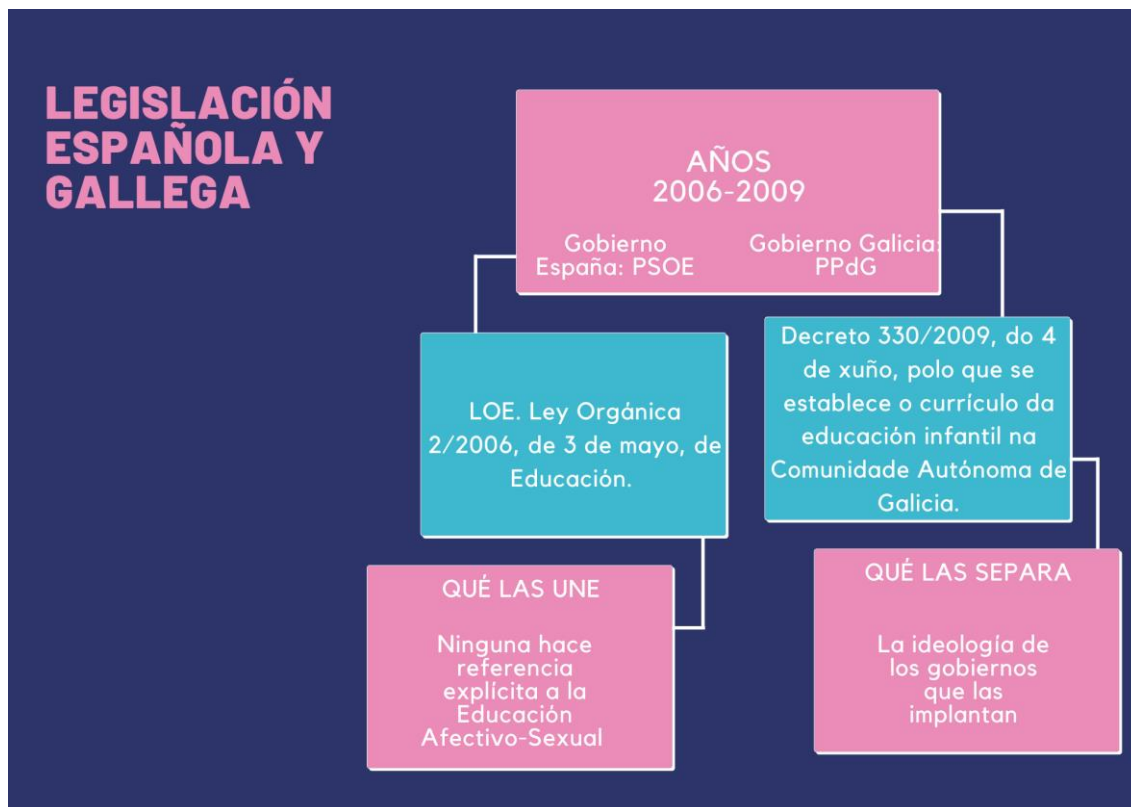 LEGISLACIÓN
ESPAÑOLA Y
GALLEGA
AÑOS
2006-2009
Gobierno
España: PSOE
Gobierno Galicia:
PPdG
LOE. Ley Orgánica
2/2006, de 3 de mayo, de
Educación.
Decreto 330/2009, do 4
de xuño, polo que se
establece o currículo da
educación infantil na
Comunidade Autónoma de
Galicia.
QUÉ LAS UNE
Ninguna hace
referencia
explícita a la
Educación
Afectivo-Sexual
QUÉ LAS SEPARA
La ideología de
los gobiernos
que las
implantan